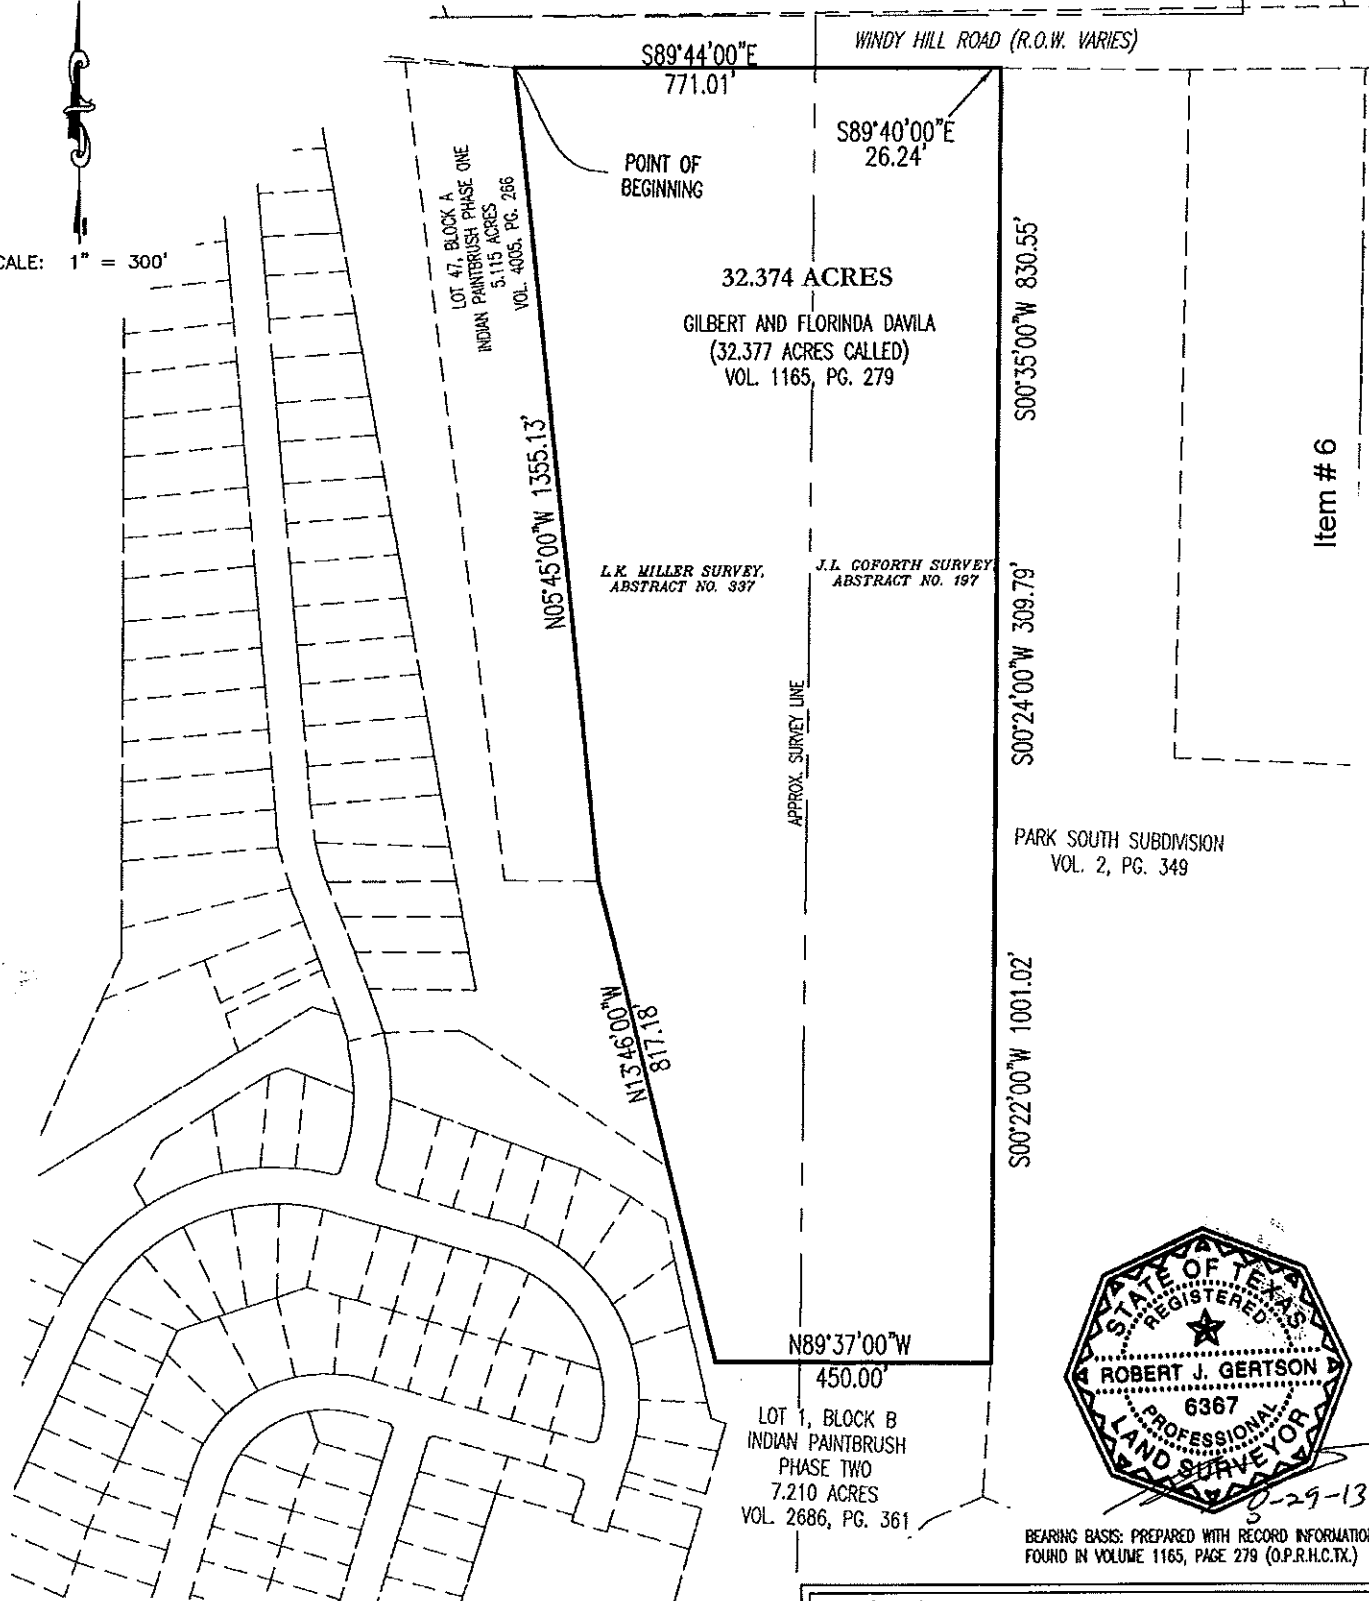 WINDY HILL ROAD (R.O.W. VARIES)
S89°44'00"E
771.01'
S89°40'00"E
26.24'
POINT OF
BEGINNING
LOT 47, BLOCK A
INDIAN PAINTBRUSH PHASE ONE
5.115 ACRES
VOL. 4005, PG. 266
CALE: 1" = 300'
32.374 ACRES
GILBERT AND FLORINDA DAVILA
(32.377 ACRES CALLED)
VOL. 1165, PG. 279
S00°35'00"W 830.55'
Item # 6
N05°45'00"W 1355.13'
L.K. MILLER SURVEY,
ABSTRACT NO. 337
J.L. GOFORTH SURVEY
ABSTRACT NO. 197
S00°24'00"W 309.79'
APPROX. SURVEY LINE
PARK SOUTH SUBDIVISION
VOL. 2, PG. 349
N13°46'00"W
817.18'
S00°22'00"W 1001.02'
N89°37'00"W
450.00'
LOT 1, BLOCK B
INDIAN PAINTBRUSH
PHASE TWO
7.210 ACRES
VOL. 2686, PG. 361
STATE OF TEXAS
REGISTERED
ROBERT J. GERTSON
6367
PROFESSIONAL
LAND SURVEYOR
-29-13
BEARING BASIS: PREPARED WITH RECORD INFORMATIO
FOUND IN VOLUME 1165, PAGE 279 (O.P.R.H.C.TX.)